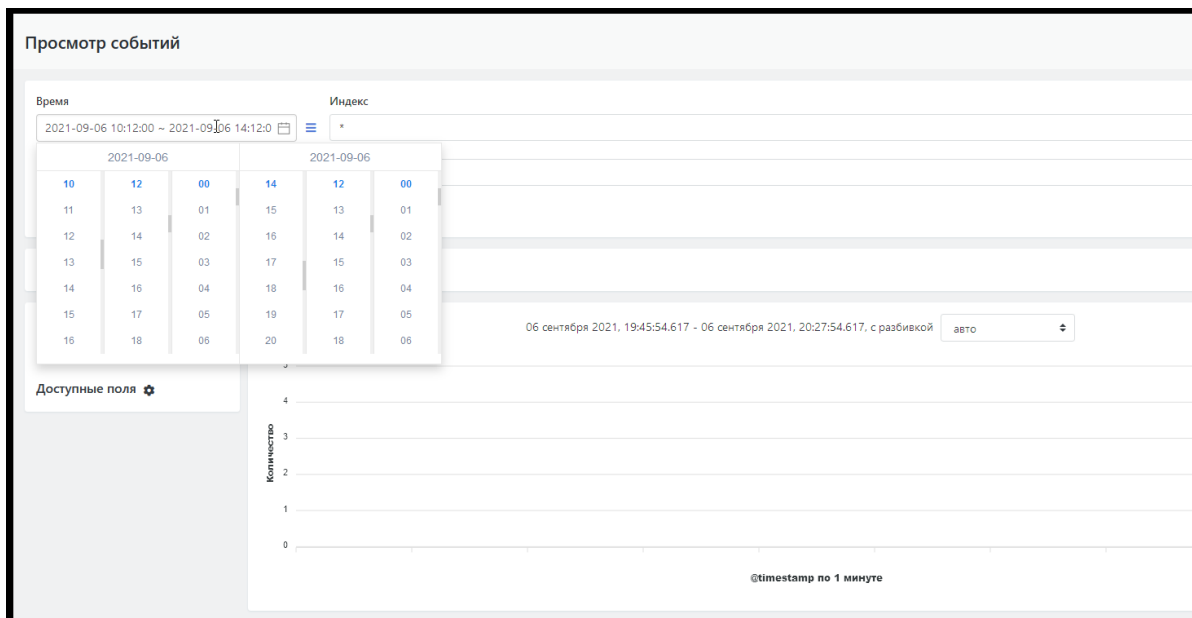 Просмотр событий
Время Индекс
2021-09-06 10:12:00 ~ 2021-09-06 14:12:0 *
2021-09-06 2021-09-06
10 12 00 14 12 00
11 13 01 15 13 01
12 14 02 16 14 02
13 15 03 17 15 03
14 16 04 18 16 04
15 17 05 19 17 05
16 18 06 20 18 06
06 сентября 2021, 19:45:54.617 - 06 сентября 2021, 20:27:54.617, с разбивкой авто
Доступные поля
5
4
3
2
1
0
Количество
@timestamp по 1 минуте